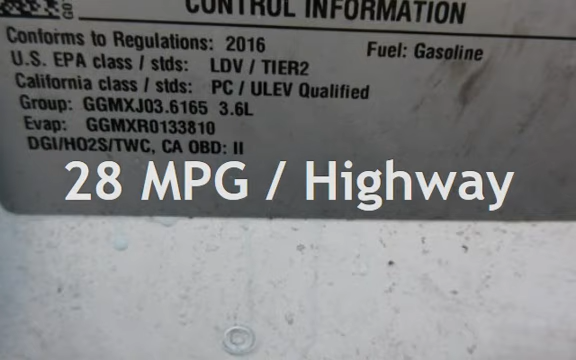 CONTROL INFORMATION
Conforms to Regulations: 2016 Fuel: Gasoline
U.S. EPA class / stds: LDV / TIER2
California class / stds: PC / ULEV Qualified
Group: GGMXJ03.6165 3.6L
Evap: GGMXR0133810
DGI/HO2S/TWC, CA OBD: II
28 MPG / Highway